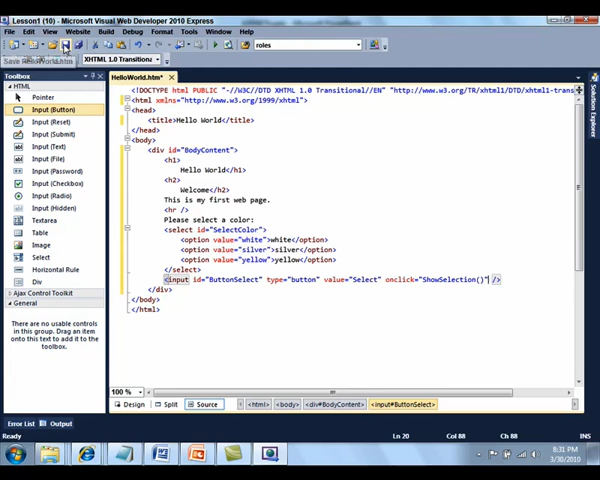 Lesson1 (10) - Microsoft Visual Web Developer 2010 Express
File Edit View Website Build Debug Format Table Tools Window Help
roles
Save HelloWorld.htm
XHTML 1.0 Transitiona
Toolbox
HTML
Pointer
Input (Button)
Input (Reset)
Input (Submit)
Input (Text)
Input (File)
Input (Password)
Input (Checkbox)
Input (Radio)
Input (Hidden)
Textarea
Table
Image
Select
Horizontal Rule
Div
Ajax Control Toolkit
General
There are no usable controls
in this group. Drag an item
onto this text to add it to the
toolbox.
HelloWorld.htm*
<!DOCTYPE html PUBLIC "-//W3C//DTD XHTML 1.0 Transitional//EN" "http://www.w3.org/TR/xhtml1/DTD/xhtml1-trans
<html xmlns="http://www.w3.org/1999/xhtml">
<head>
<title>Hello World</title>
</head>
<body>
<div id="BodyContent">
<h1>
Hello World</h1>
<h2>
Welcome</h2>
This is my first web page.
<hr />
Please select a color:
<select id="SelectColor">
<option value="white">white</option>
<option value="silver">silver</option>
<option value="yellow">yellow</option>
</select>
<input id="ButtonSelect" type="button" value="Select" onclick="ShowSelection()" />
</div>
</body>
</html>
Solution Explorer
100 %
Design Split Source <html> <body> <div#BodyContent> <input#ButtonSelect>
Error List Output
Ready Ln 20 Col 88 Ch 88 INS
8:31 PM
3/30/2010